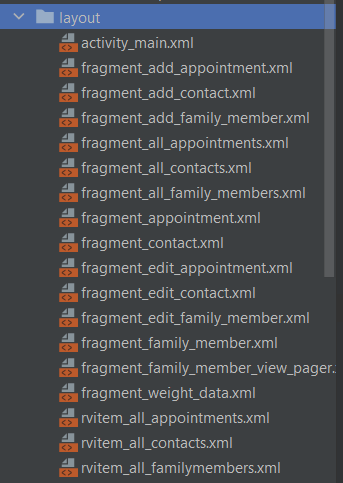 layout
activity_main.xml
fragment_add_appointment.xml
fragment_add_contact.xml
fragment_add_family_member.xml
fragment_all_appointments.xml
fragment_all_contacts.xml
fragment_all_family_members.xml
fragment_appointment.xml
fragment_contact.xml
fragment_edit_appointment.xml
fragment_edit_contact.xml
fragment_edit_family_member.xml
fragment_family_member.xml
fragment_family_member_view_pager.
fragment_weight_data.xml
rvitem_all_appointments.xml
rvitem_all_contacts.xml
rvitem_all_familymembers.xml